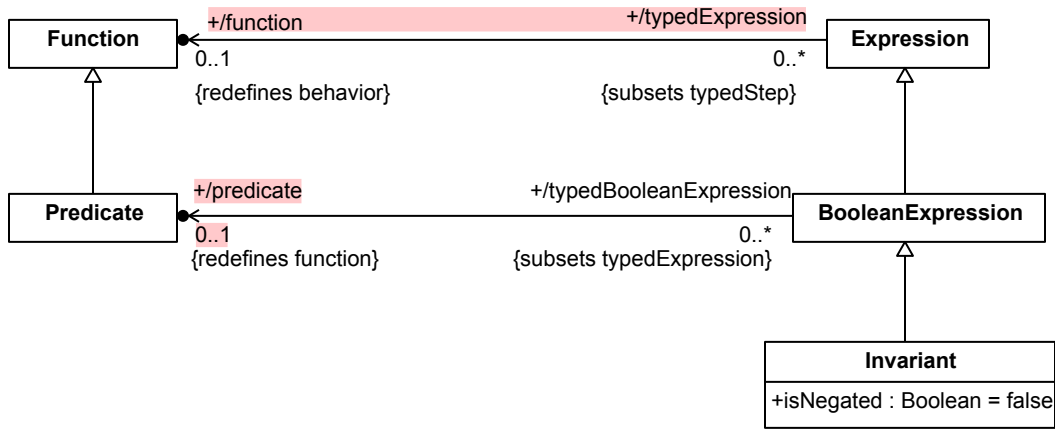 +/function
+/typedExpression
Function
Expression
0..1
0..*
{redefines behavior}
{subsets typedStep}
+/predicate
+/typedBooleanExpression
Predicate
BooleanExpression
0..1
0..*
{redefines function}
{subsets typedExpression}
Invariant
+isNegated : Boolean = false